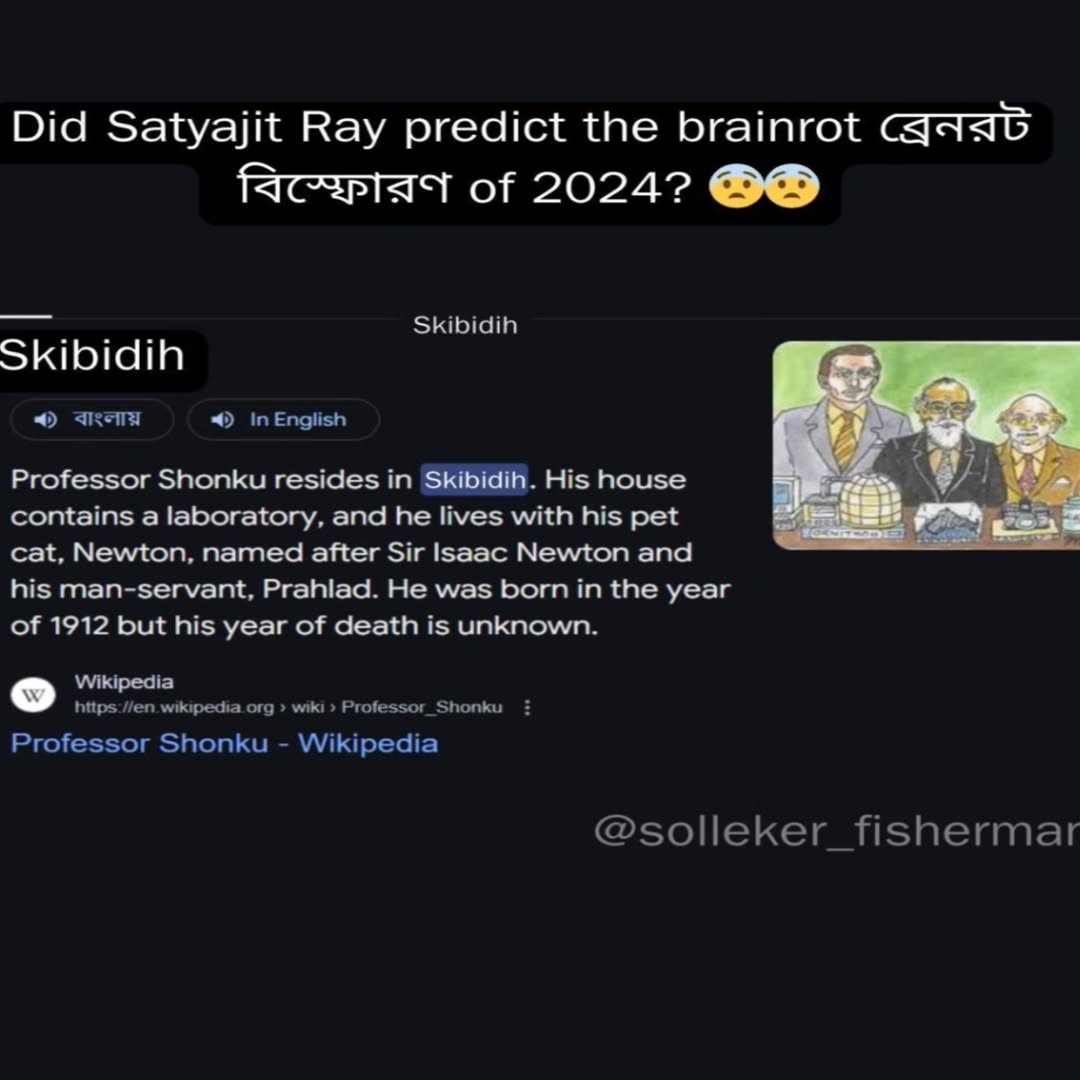 Did Satyajit Ray predict the brainrot ব্রেনরট
বিস্ফোরণ of 2024? 😨😨
Skibidih
Skibidih
বাংলায় In English
Professor Shonku resides in Skibidih. His house
contains a laboratory, and he lives with his pet
cat, Newton, named after Sir Isaac Newton and
his man-servant, Prahlad. He was born in the year
of 1912 but his year of death is unknown.
W
Wikipedia
https://en.wikipedia.org › wiki › Professor_Shonku
Professor Shonku - Wikipedia
@solleker_fisherman